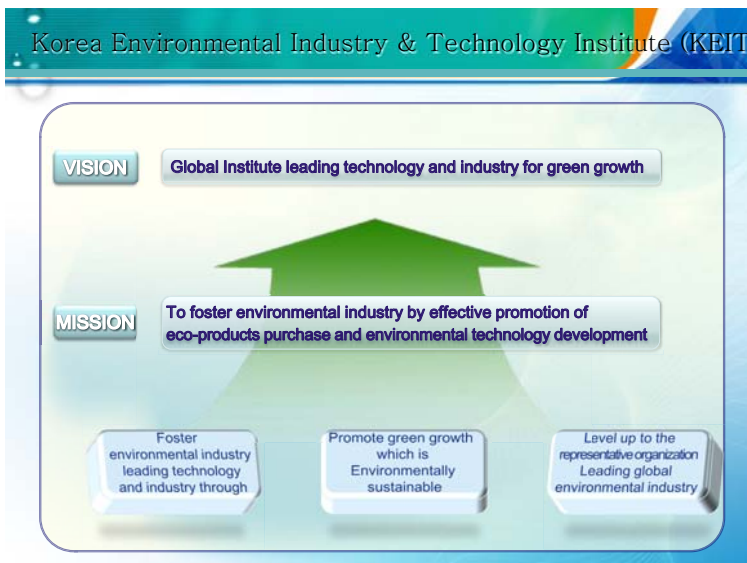 Korea Environmental Industry & Technology Institute (KEIT
VISION
Global Institute leading technology and industry for green growth
MISSION
To foster environmental industry by effective promotion of
eco-products purchase and environmental technology development
Foster
environmental industry
leading technology
and industry through
Promote green growth
which is
Environmentally
sustainable
Level up to the
representative organization
Leading global
environmental industry